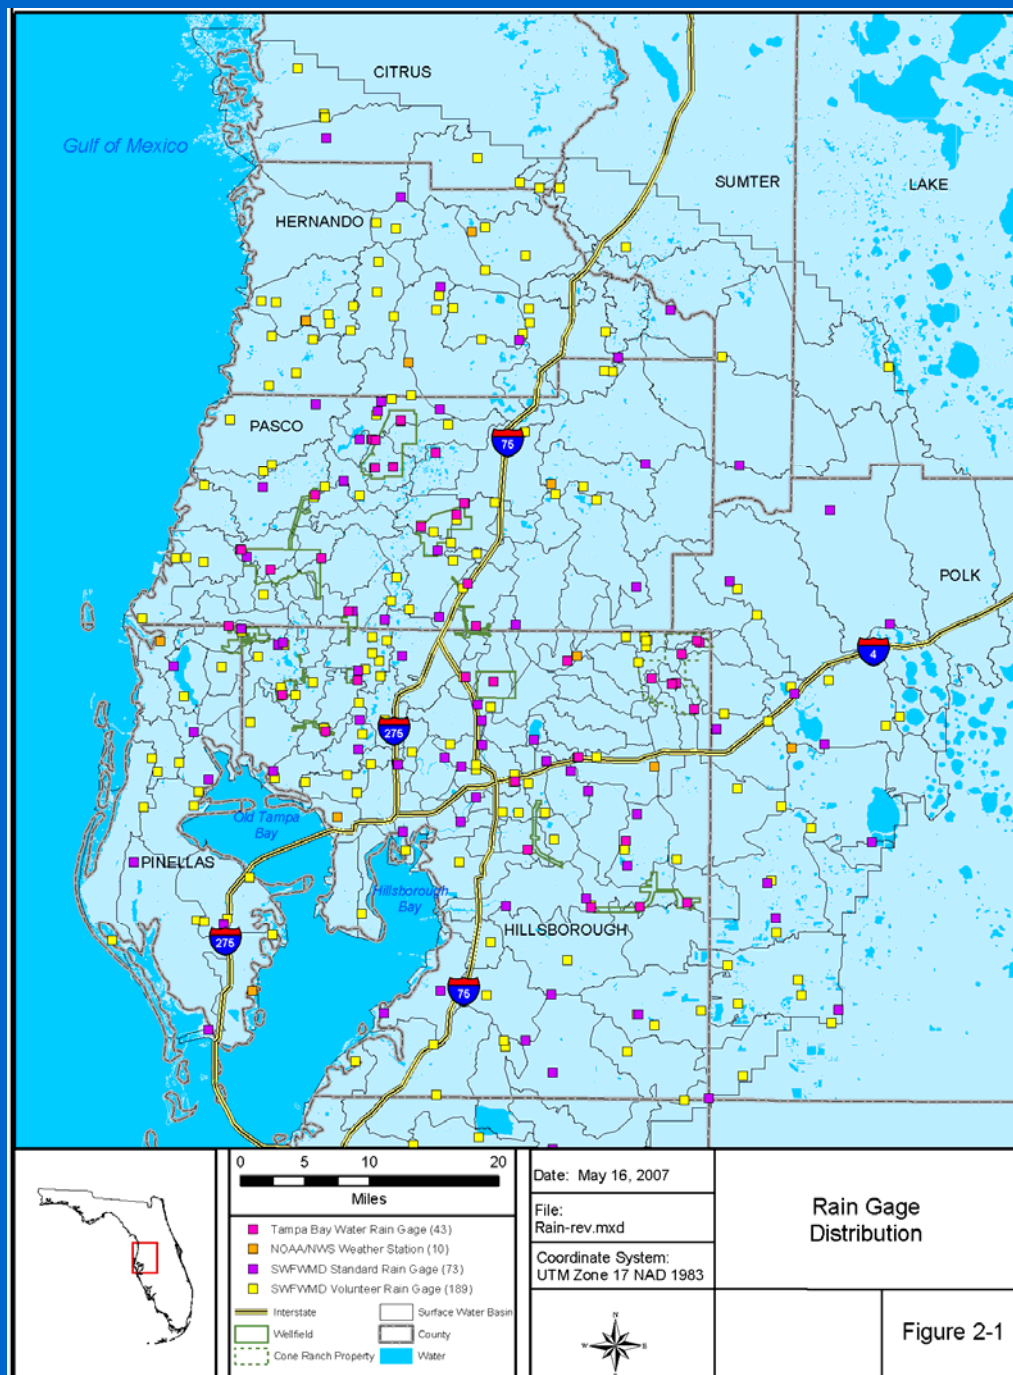 CITRUS
Gulf of Mexico
SUMTER
LAKE
HERNANDO
PASCO
75
POLK
4
275
Old Tampa
Bay
PINELLAS
Hillsborough
Bay
HILLSBOROUGH
275
75
0 5 10 20
Miles
Tampa Bay Water Rain Gage (43)
NOAA/NWS Weather Station (10)
SWFWMD Standard Rain Gage (73)
SWFWMD Volunteer Rain Gage (189)
Interstate
Surface Water Basin
Wellfield
County
Cone Ranch Property
Water
Date: May 16, 2007
File:
Rain-rev.mxd
Coordinate System:
UTM Zone 17 NAD 1983
N
W E
S
Rain Gage
Distribution
Figure 2-1